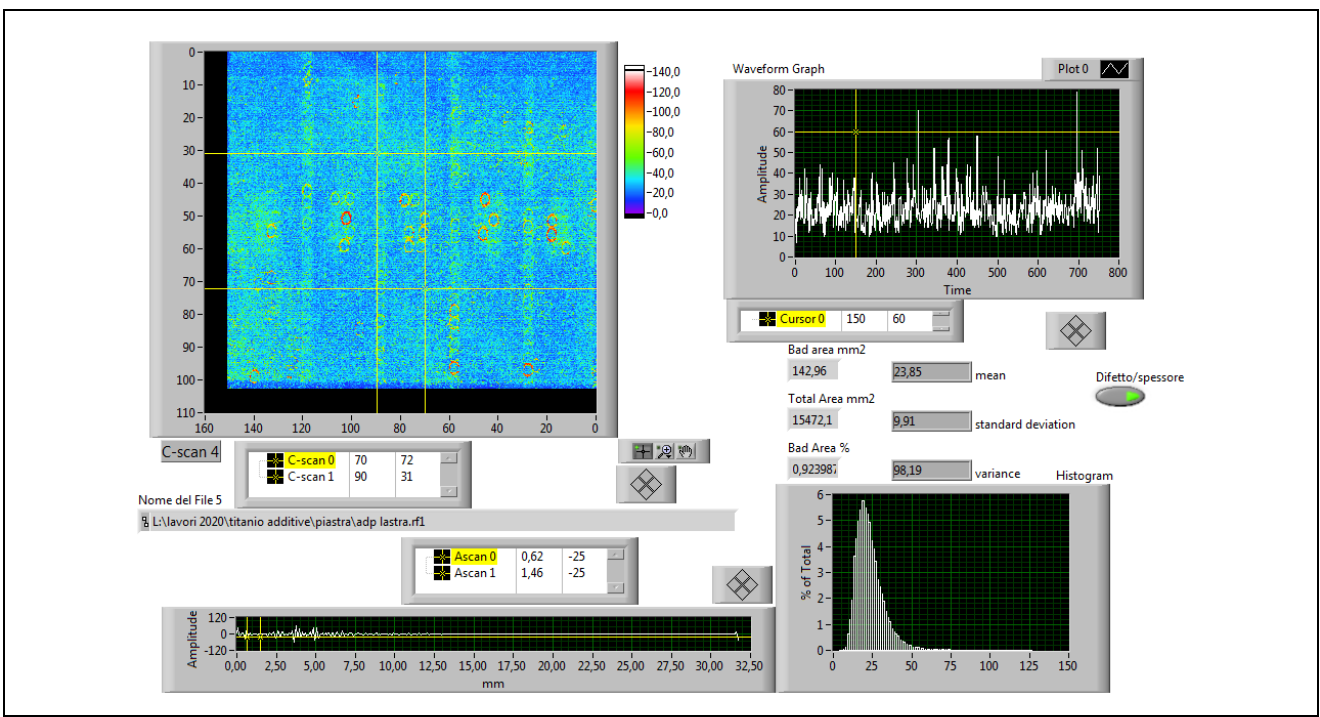 0
10
20
30
40
50
60
70
80
90
100
110
160 140 120 100 80 60 40 20 0
140,0
120,0
100,0
80,0
60,0
40,0
20,0
0,0
C-scan 4
C-scan 0 70 72
C-scan 1 90 31
Nome del File 5
L:\lavori 2020\titanio additive\piastra\adp lastra.rf1
Ascan 0 0,62 -25
Ascan 1 1,46 -25
Amplitude
120
0
-120
0,00 2,50 5,00 7,50 10,00 12,50 15,00 17,50 20,00 22,50 25,00 27,50 30,00 32,50
mm
Waveform Graph
Plot 0
Amplitude
80
70
60
50
40
30
20
10
0
0 100 200 300 400 500 600 700 800
Time
Cursor 0 150 60
Bad area mm2
142,96 23,85 mean
Difetto/spessore
Total Area mm2
15472,1 9,91 standard deviation
Bad Area %
0,923987 98,19 variance
Histogram
% of Total
6
5
4
3
2
1
0
0 25 50 75 100 125 150